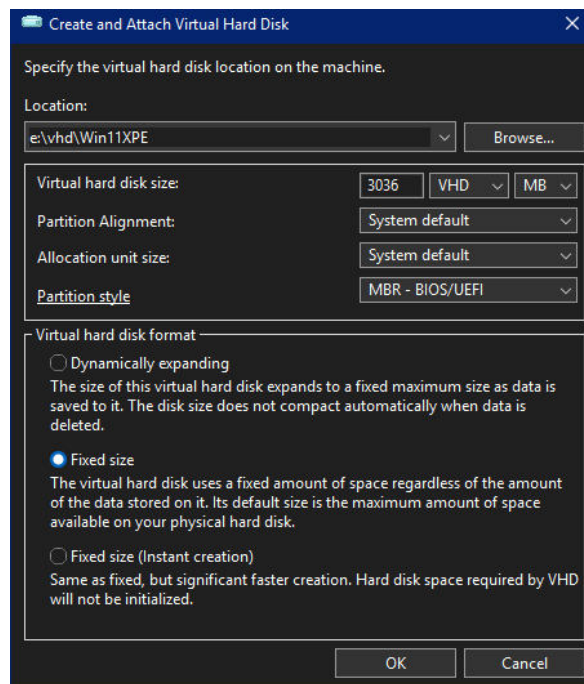 Create and Attach Virtual Hard Disk
Specify the virtual hard disk location on the machine.
Location:
e:\vhd\Win11XPE
Browse...
Virtual hard disk size:
3036 VHD MB
Partition Alignment:
System default
Allocation unit size:
System default
Partition style
MBR - BIOS/UEFI
Virtual hard disk format
Dynamically expanding
The size of this virtual hard disk expands to a fixed maximum size as data is
saved to it. The disk size does not compact automatically when data is
deleted.
Fixed size
The virtual hard disk uses a fixed amount of space regardless of the amount
of the data stored on it. Its default size is the maximum amount of space
available on your physical hard disk.
Fixed size (Instant creation)
Same as fixed, but significant faster creation. Hard disk space required by VHD
will not be initialized.
OK
Cancel